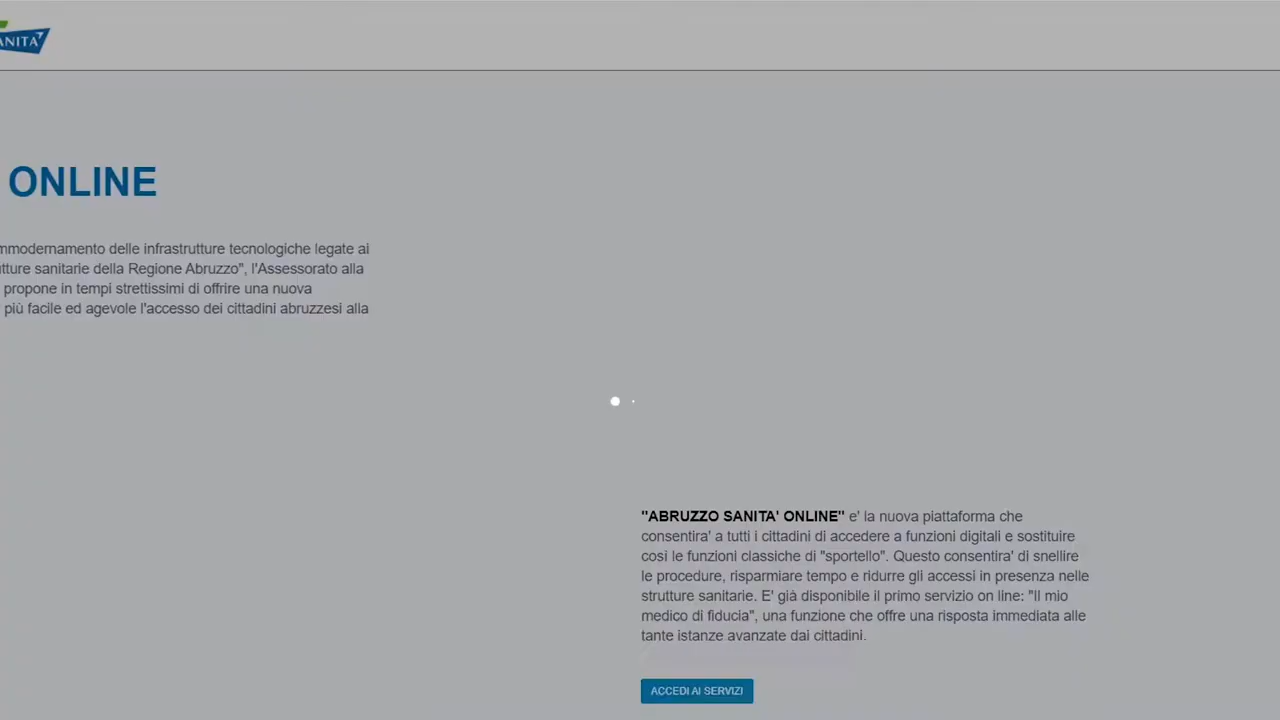 ANITA'
ONLINE
mmodernamento delle infrastrutture tecnologiche legate ai
tture sanitarie della Regione Abruzzo", l'Assessorato alla
propone in tempi strettissimi di offrire una nuova
più facile ed agevole l'accesso dei cittadini abruzzesi alla
"ABRUZZO SANITA' ONLINE" e' la nuova piattaforma che
consentira' a tutti i cittadini di accedere a funzioni digitali e sostituire
così le funzioni classiche di "sportello". Questo consentira' di snellire
le procedure, risparmiare tempo e ridurre gli accessi in presenza nelle
strutture sanitarie. E' già disponibile il primo servizio on line: "Il mio
medico di fiducia", una funzione che offre una risposta immediata alle
tante istanze avanzate dai cittadini.
ACCEDI AI SERVIZI